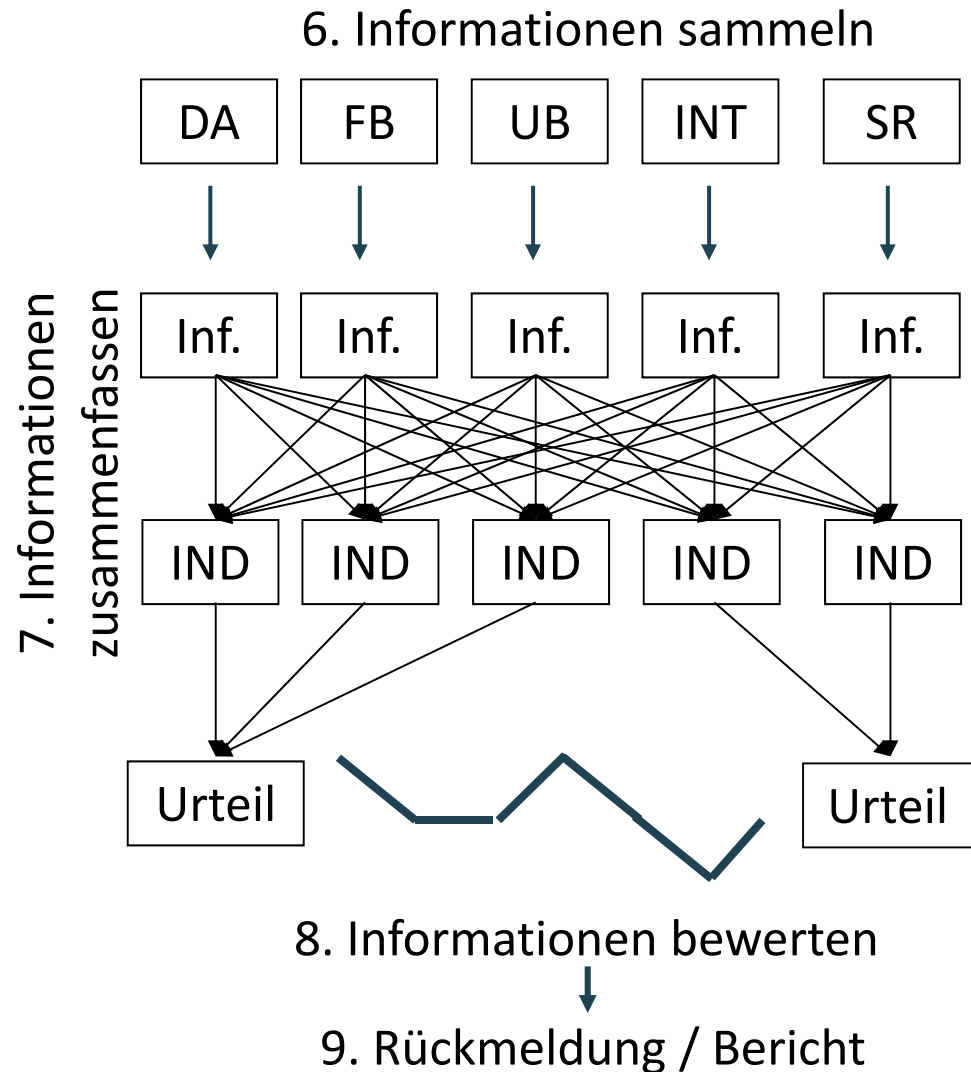 6. Informationen sammeln
DA FB UB INT SR
7. Informationen
zusammenfassen
Inf. Inf. Inf. Inf. Inf.
IND IND IND IND IND
Urteil Urteil
8. Informationen bewerten
9. Rückmeldung / Bericht